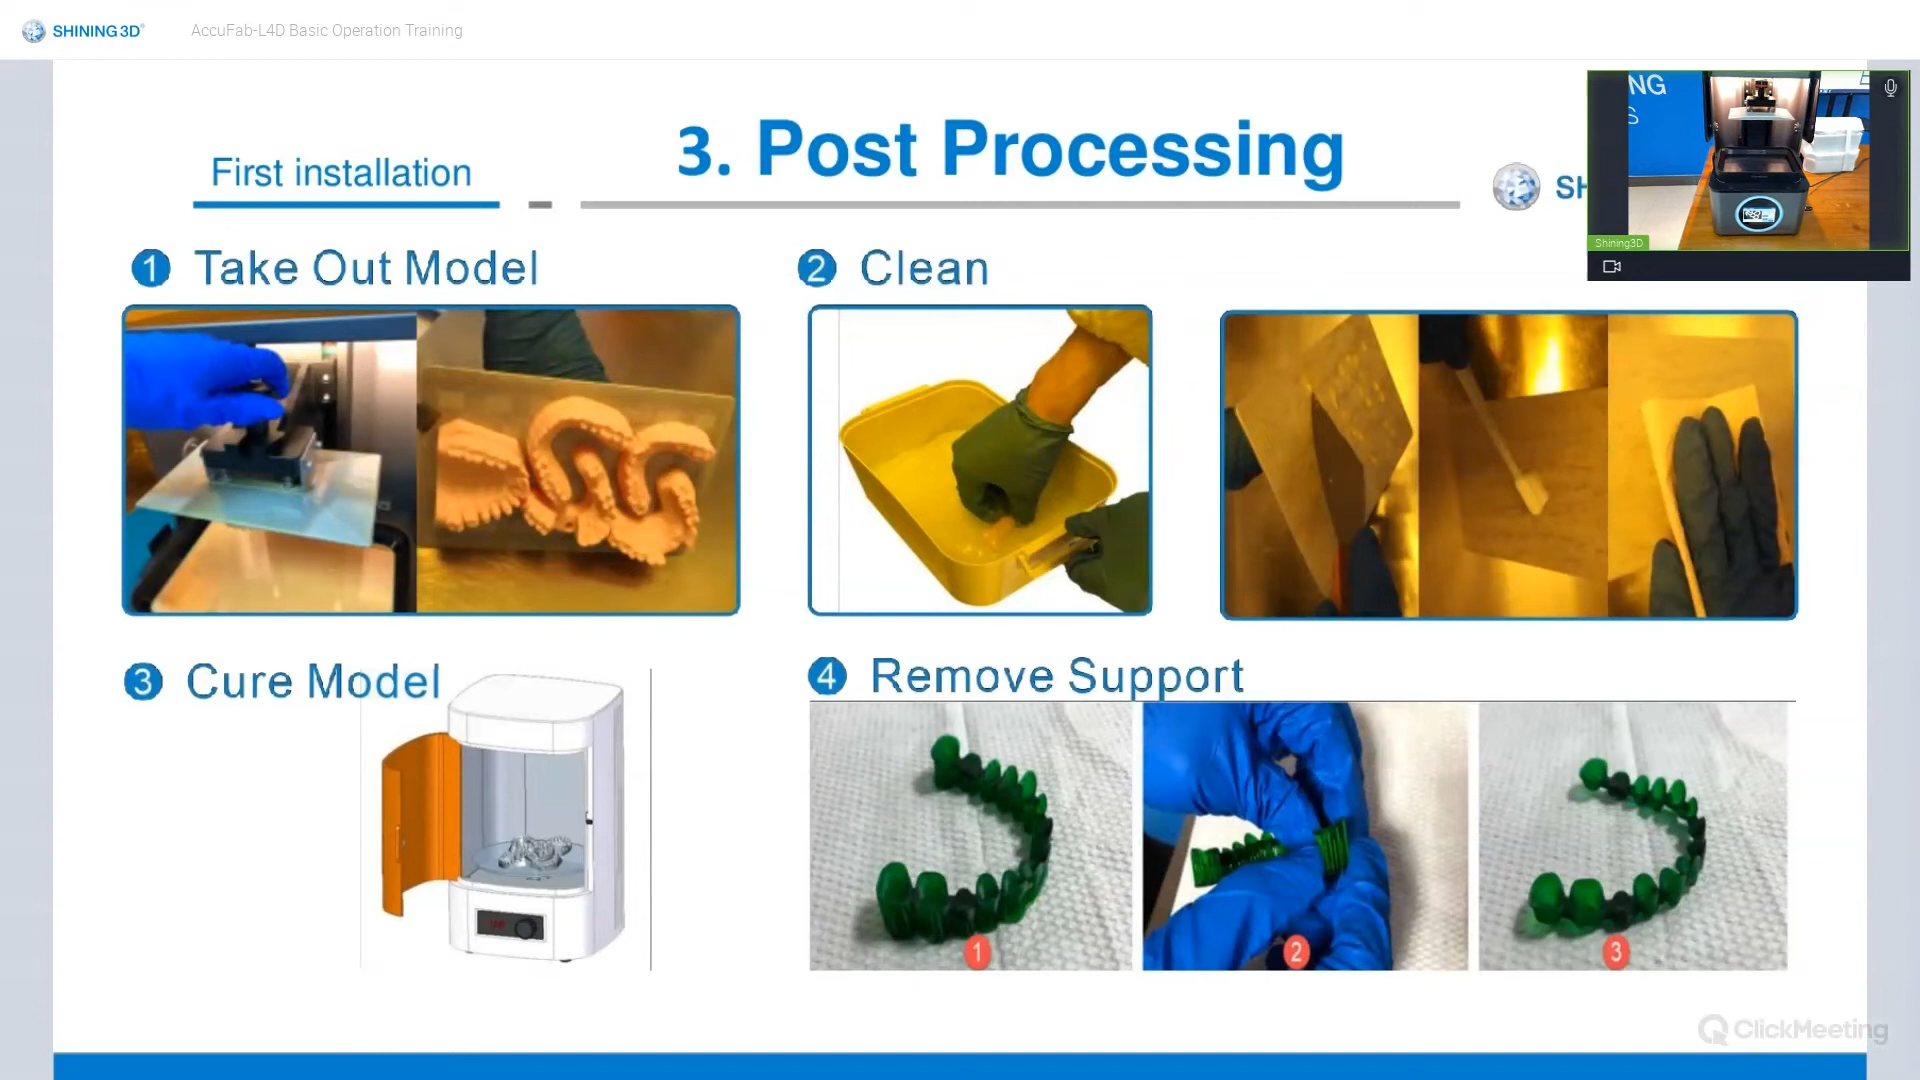 SHINING 3D®
AccuFab-L4D Basic Operation Training
3. Post Processing
First installation
SH
NG
S
Shining3D
1 Take Out Model
2 Clean
3 Cure Model
4 Remove Support
1
2
3
ClickMeeting